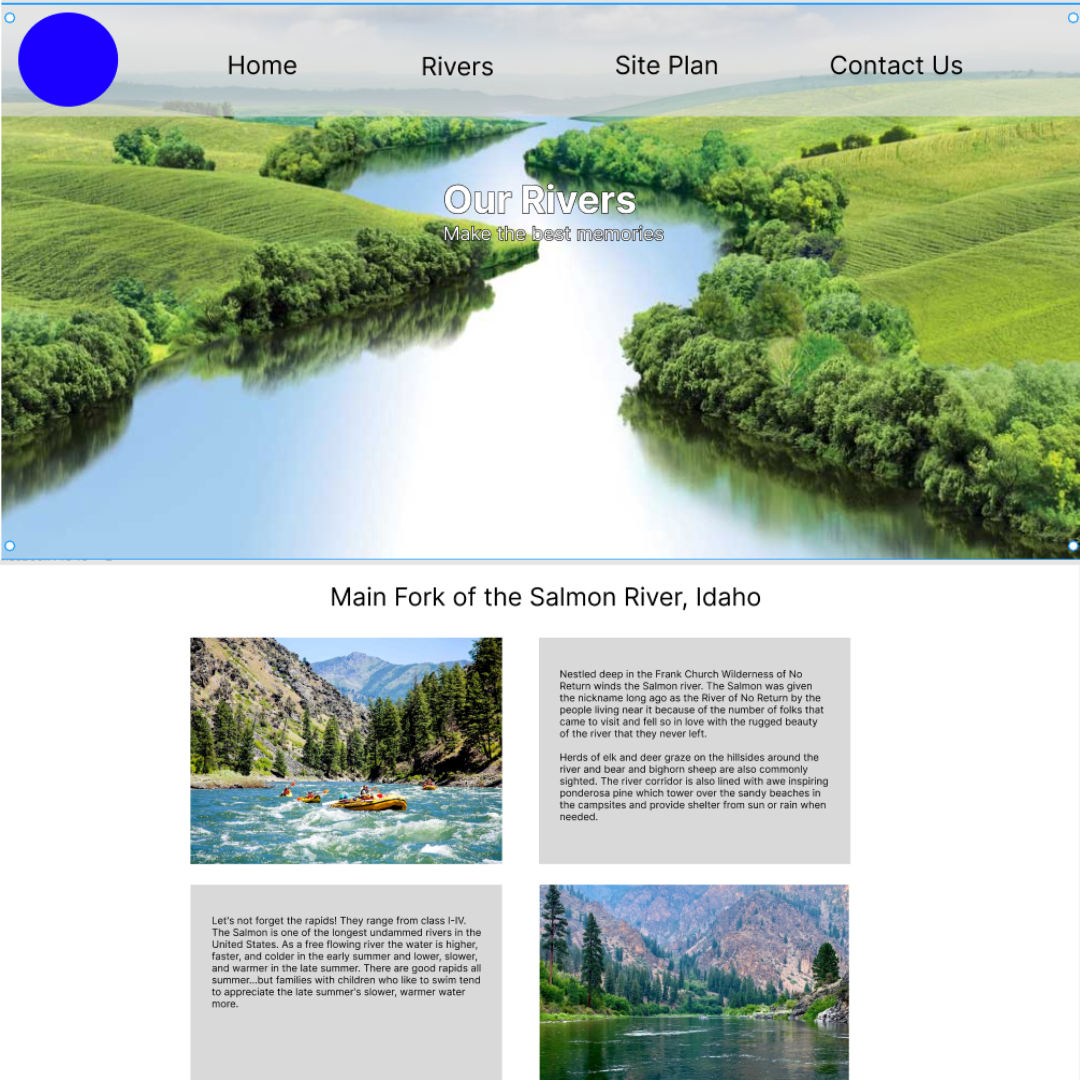 Home
Rivers
Site Plan
Contact Us
Our Rivers
Make the best memories
Main Fork of the Salmon River, Idaho
Nestled deep in the Frank Church Wilderness of No
Return winds the Salmon river. The Salmon was given
the nickname long ago as the River of No Return by the
people living near it because of the number of folks that
came to visit and fell so in love with the rugged beauty
of the river that they never left.
Herds of elk and deer graze on the hillsides around the
river and bear and bighorn sheep are also commonly
sighted. The river corridor is also lined with awe inspiring
ponderosa pine which tower over the sandy beaches in
the campsites and provide shelter from sun or rain when
needed.
Let's not forget the rapids! They range from class I-IV.
The Salmon is one of the longest undammed rivers in the
United States. As a free flowing river the water is higher,
faster, and colder in the early summer and lower, slower,
and warmer in the late summer. There are good rapids all
summer...but families with children who like to swim tend
to appreciate the late summer's slower, warmer water
more.